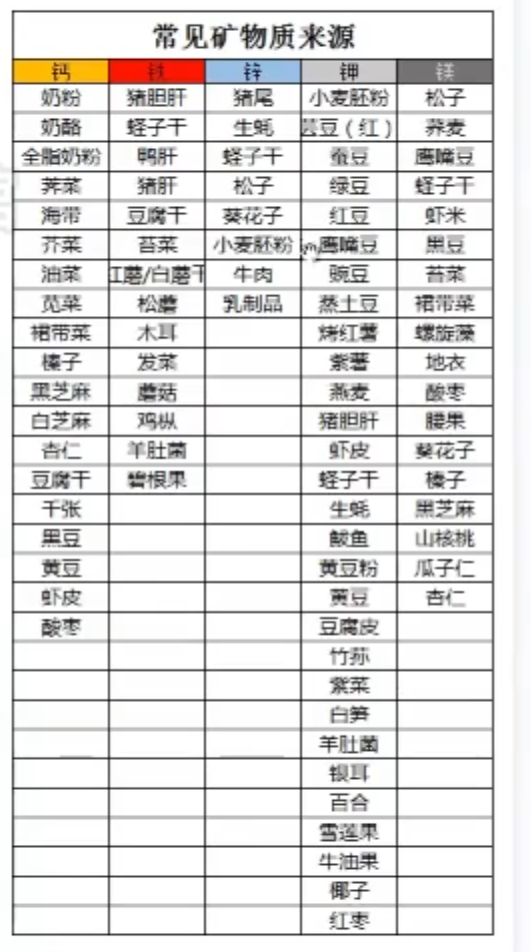 常见矿物质来源
钙 铁 锌 钾 镁
奶粉 猪胆肝 猪尾 小麦胚粉 松子
奶酪 蛏子干 生蚝 芸豆（红） 荞麦
全脂奶粉 鸭肝 蛏子干 蚕豆 鹰嘴豆
荠菜 猪肝 松子 绿豆 蛏子干
海带 豆腐干 葵花子 红豆 虾米
芥菜 苔菜 小麦胚粉 鹰嘴豆 黑豆
油菜 红蘑/白蘑干 牛肉 豌豆 苔菜
苋菜 松蘑 乳制品 蒸土豆 裙带菜
裙带菜 木耳 烤红薯 螺旋藻
榛子 发菜 紫薯 地衣
黑芝麻 蘑菇 燕麦 酸枣
白芝麻 鸡枞 猪胆肝 腰果
杏仁 羊肚菌 虾皮 葵花子
豆腐干 碧根果 蛏子干 榛子
千张 生蚝 黑芝麻
黑豆 鲅鱼 山核桃
黄豆 黄豆粉 瓜子仁
虾皮 黄豆 杏仁
酸枣 豆腐皮
竹荪
紫菜
白笋
羊肚菌
银耳
百合
雪莲果
牛油果
椰子
红枣